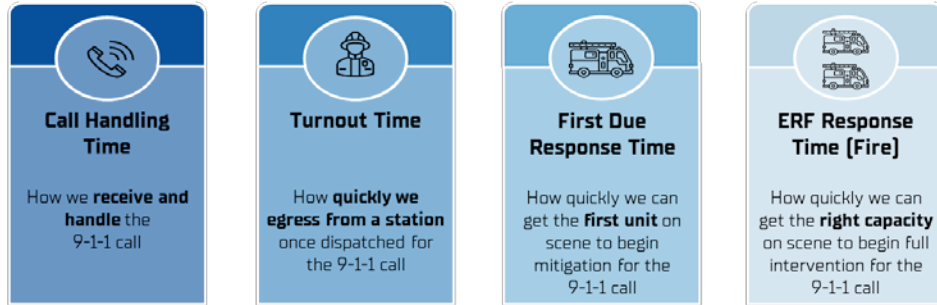 Call Handling
Time
How we receive and
handle the
9-1-1 call
Turnout Time
How quickly we
egress from a station
once dispatched for
the 9-1-1 call
First Due
Response Time
How quickly we can
get the first unit on
scene to begin
mitigation for the
9-1-1 call
ERF Response
Time (Fire)
How quickly we can
get the right capacity
on scene to begin full
intervention for the
9-1-1 call